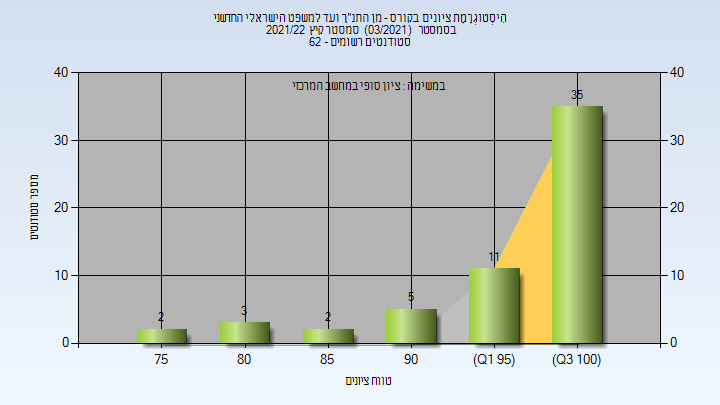 הִיסְטוֹגְרָמַת ציונים בקורס - מן התנ"ך ועד למשפט הישראלי החדשני
בסמסטר (03/2021) סמסטר קיץ 2021/22
סטודנטים רשומים - 62
במשימה : ציון סופי במחשב המרכזי
40 40
35
30 30
מספר סטודנטים
20 20
11
10 10
5
3
2 2
0 0
75 80 85 90 (Q1 95) (Q3 100)
טווח ציונים